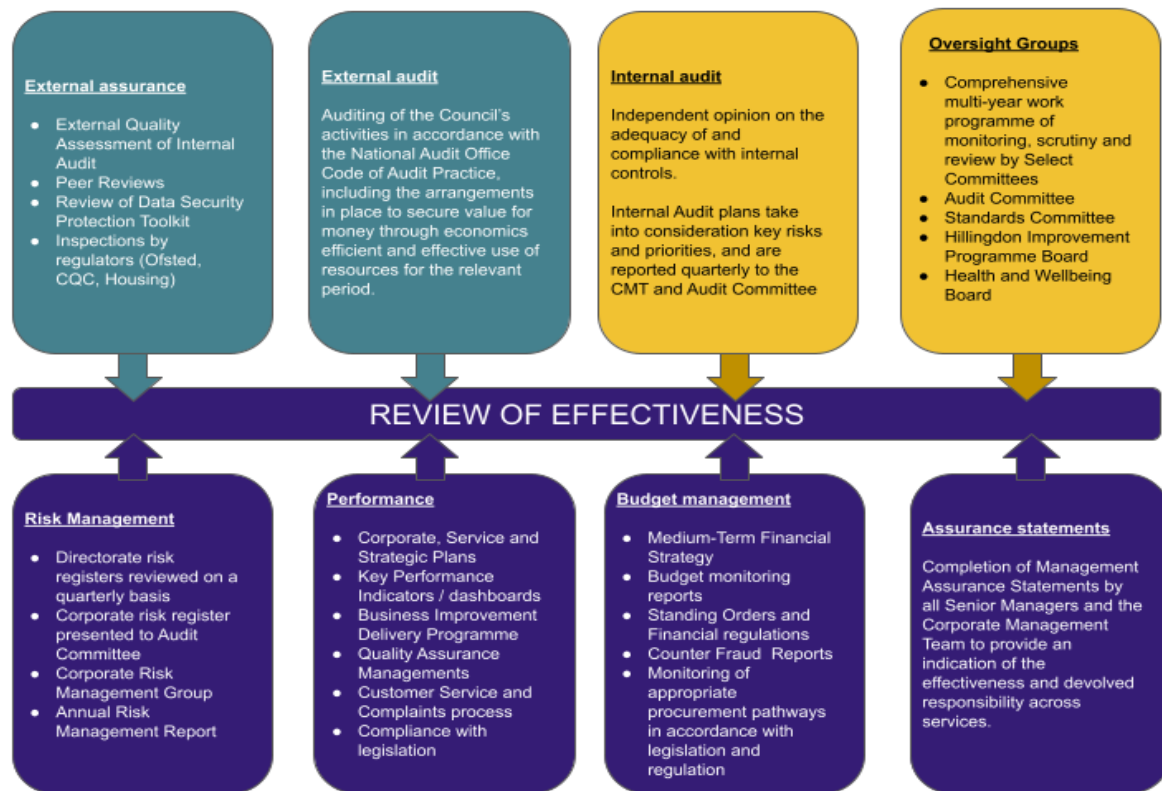 External assurance
● External Quality
Assessment of Internal
Audit
● Peer Reviews
● Review of Data Security
Protection Toolkit
● Inspections by
regulators (Ofsted,
CQC, Housing)
External audit
Auditing of the Council's
activities in accordance with
the National Audit Office
Code of Audit Practice,
including the arrangements
in place to secure value for
money through economics
efficient and effective use of
resources for the relevant
period.
Internal audit
Independent opinion on the
adequacy of and
compliance with internal
controls.
Internal Audit plans take
into consideration key risks
and priorities, and are
reported quarterly to the
CMT and Audit Committee
Oversight Groups
● Comprehensive
multi-year work
programme of
monitoring, scrutiny and
review by Select
Committees
● Audit Committee
● Standards Committee
● Hillingdon Improvement
Programme Board
● Health and Wellbeing
Board
REVIEW OF EFFECTIVENESS
Risk Management
● Directorate risk
registers reviewed on a
quarterly basis
● Corporate risk register
presented to Audit
Committee
● Corporate Risk
Management Group
● Annual Risk
Management Report
Performance
● Corporate, Service and
Strategic Plans
● Key Performance
Indicators / dashboards
● Business Improvement
Delivery Programme
● Quality Assurance
Managements
● Customer Service and
Complaints process
● Compliance with
legislation
Budget management
● Medium-Term Financial
Strategy
● Budget monitoring
reports
● Standing Orders and
Financial regulations
● Counter Fraud Reports
● Monitoring of
appropriate
procurement pathways
in accordance with
legislation and
regulation
Assurance statements
Completion of Management
Assurance Statements by
all Senior Managers and the
Corporate Management
Team to provide an
indication of the
effectiveness and devolved
responsibility across
services.